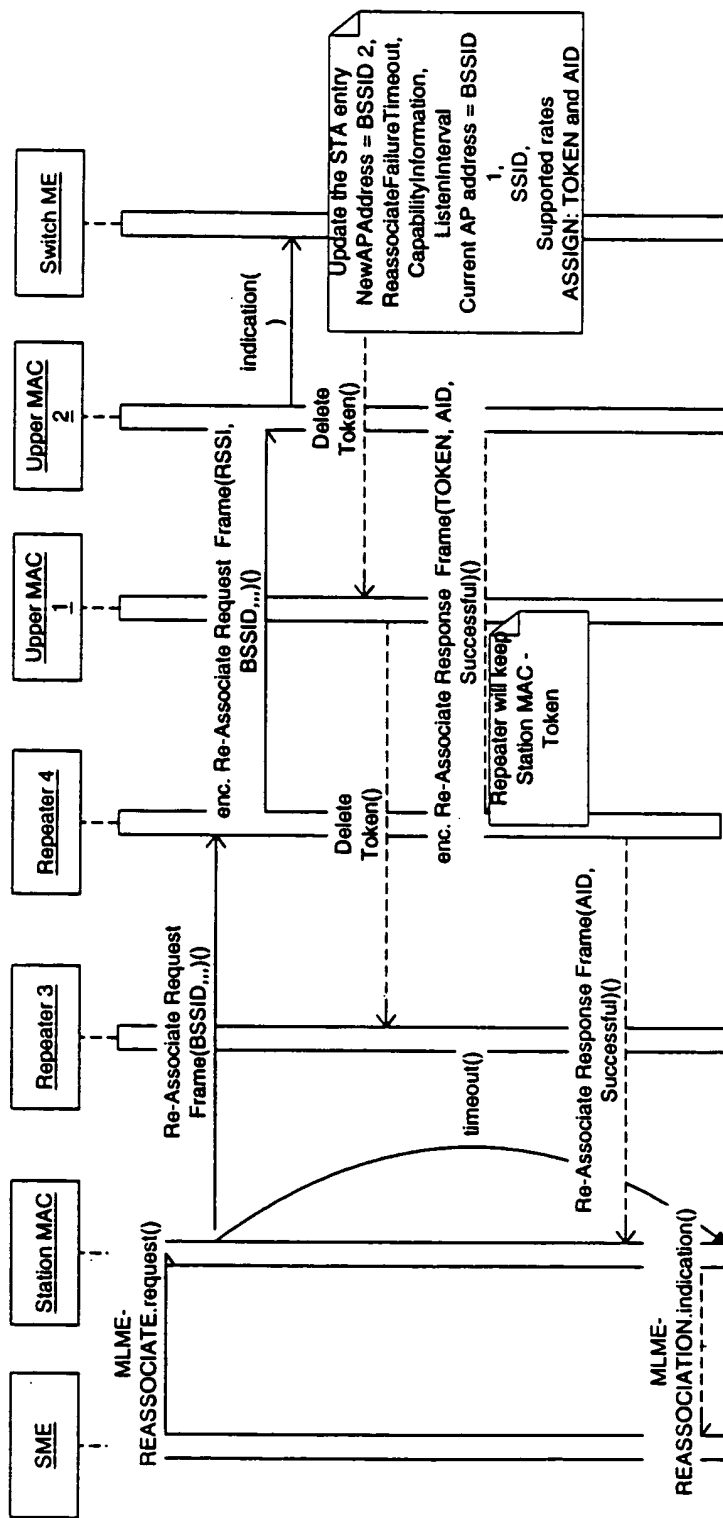 SME
Station MAC
Repeater 3
Repeater 4
Upper MAC
1
Upper MAC
2
Switch ME
MLME-
REASSOCIATE.request()
Re-Associate Request
Frame(BSSID,,,)()
enc. Re-Associate Request Frame(RSSI,
BSSID,,,)()
indication(
)
Update the STA entry
NewAPAddress = BSSID 2,
ReassociateFailureTimeout,
CapabilityInformation,
ListenInterval
Current AP address = BSSID
1,
SSID,
Supported rates
ASSIGN: TOKEN and AID
Delete
Token()
Delete
Token()
enc. Re-Associate Response Frame(TOKEN, AID,
Successful)()
Repeater will keep
Station MAC -
Token
timeout()
Re-Associate Response Frame(AID,
Successful)()
MLME-
REASSOCIATION.indication()